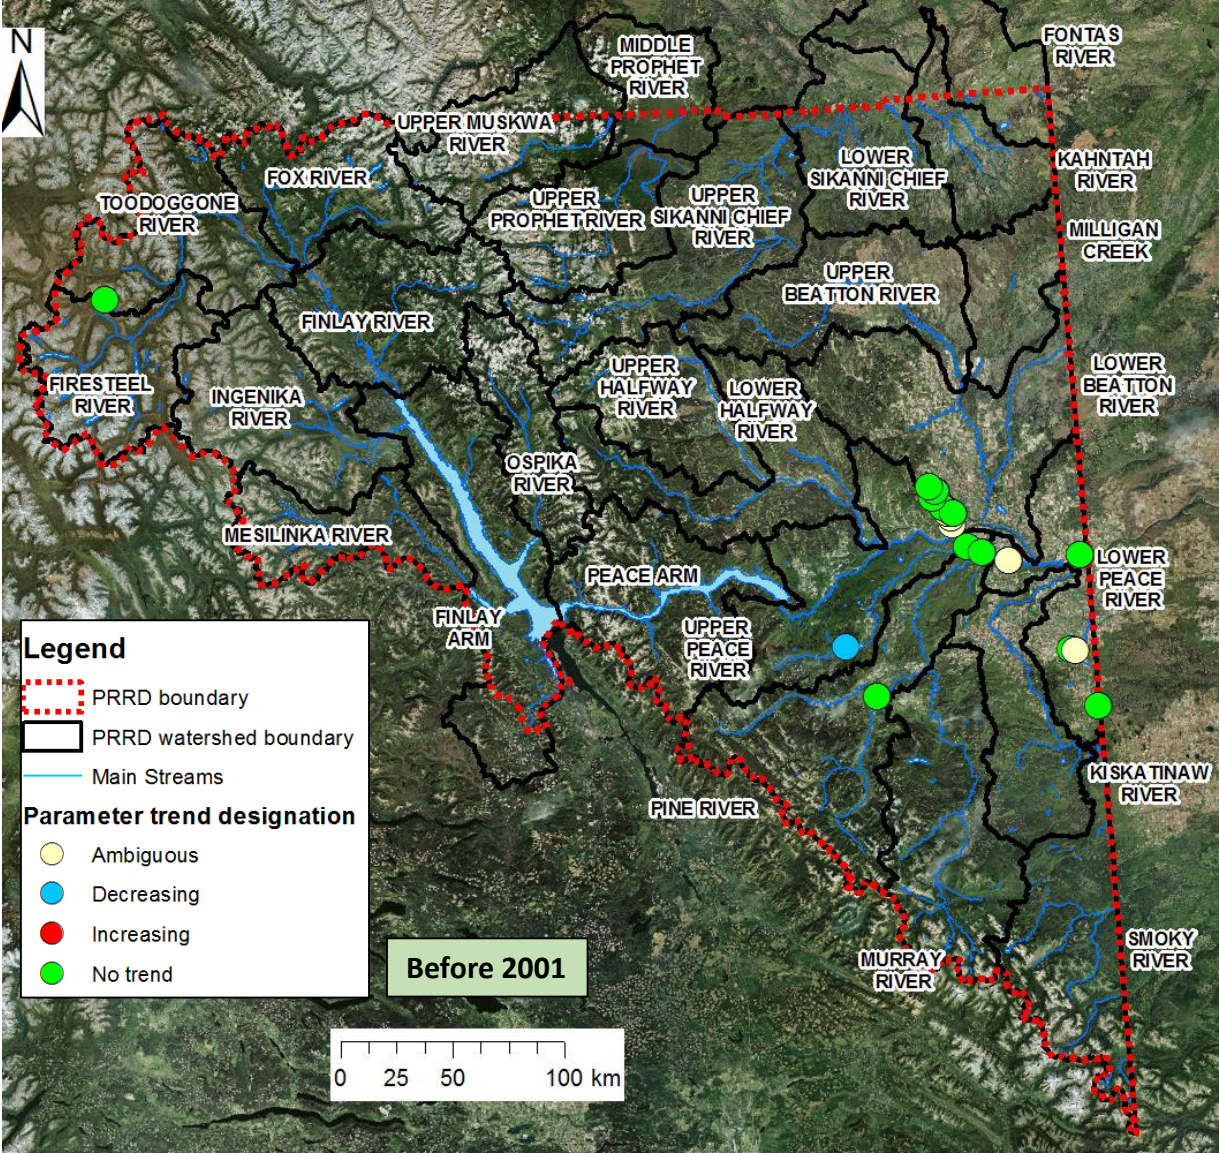 N
MIDDLE
PROPHET
RIVER
FONTAS
RIVER
UPPER MUSKWA
RIVER
FOX RIVER
TOODOGGONE
RIVER
UPPER
PROPHET RIVER
UPPER
SIKANNI CHIEF
RIVER
LOWER
SIKANNI CHIEF
RIVER
KAHNTAH
RIVER
MILLIGAN
CREEK
UPPER
BEATTON RIVER
FINLAY RIVER
FIRESTEEL
RIVER
INGENIKA
RIVER
UPPER
HALFWAY
RIVER
LOWER
HALFWAY
RIVER
LOWER
BEATTON
RIVER
OSPIKA
RIVER
MESILINKA RIVER
PEACE ARM
LOWER
PEACE
RIVER
FINLAY
ARM
UPPER
PEACE
RIVER
KISKATINAW
RIVER
PINE RIVER
MURRAY
RIVER
SMOKY
RIVER
Legend
PRRD boundary
PRRD watershed boundary
Main Streams
Parameter trend designation
Ambiguous
Decreasing
Increasing
No trend
Before 2001
0 25 50 100 km